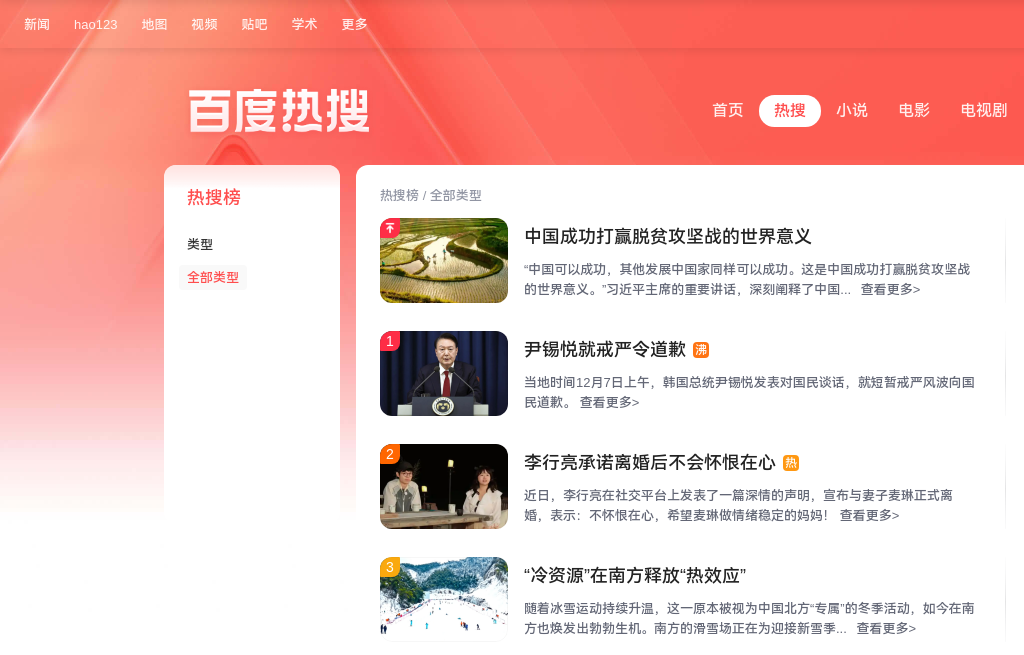 新闻 hao123 地图 视频 贴吧 学术 更多
百度热搜
首页 热搜 小说 电影 电视剧
热搜榜
类型
全部类型
热搜榜 / 全部类型
中国成功打赢脱贫攻坚战的世界意义
“中国可以成功，其他发展中国家同样可以成功。这是中国成功打赢脱贫攻坚战
的世界意义。”习近平主席的重要讲话，深刻阐释了中国... 查看更多>
1
尹锡悦就戒严令道歉 沸
当地时间12月7日上午，韩国总统尹锡悦发表对国民谈话，就短暂戒严风波向国
民道歉。 查看更多>
2
李行亮承诺离婚后不会怀恨在心 热
近日，李行亮在社交平台上发表了一篇深情的声明，宣布与妻子麦琳正式离
婚，表示：不怀恨在心，希望麦琳做情绪稳定的妈妈！ 查看更多>
3
“冷资源”在南方释放“热效应”
随着冰雪运动持续升温，这一原本被视为中国北方“专属”的冬季活动，如今在南
方也焕发出勃勃生机。南方的滑雪场正在为迎接新雪季... 查看更多>